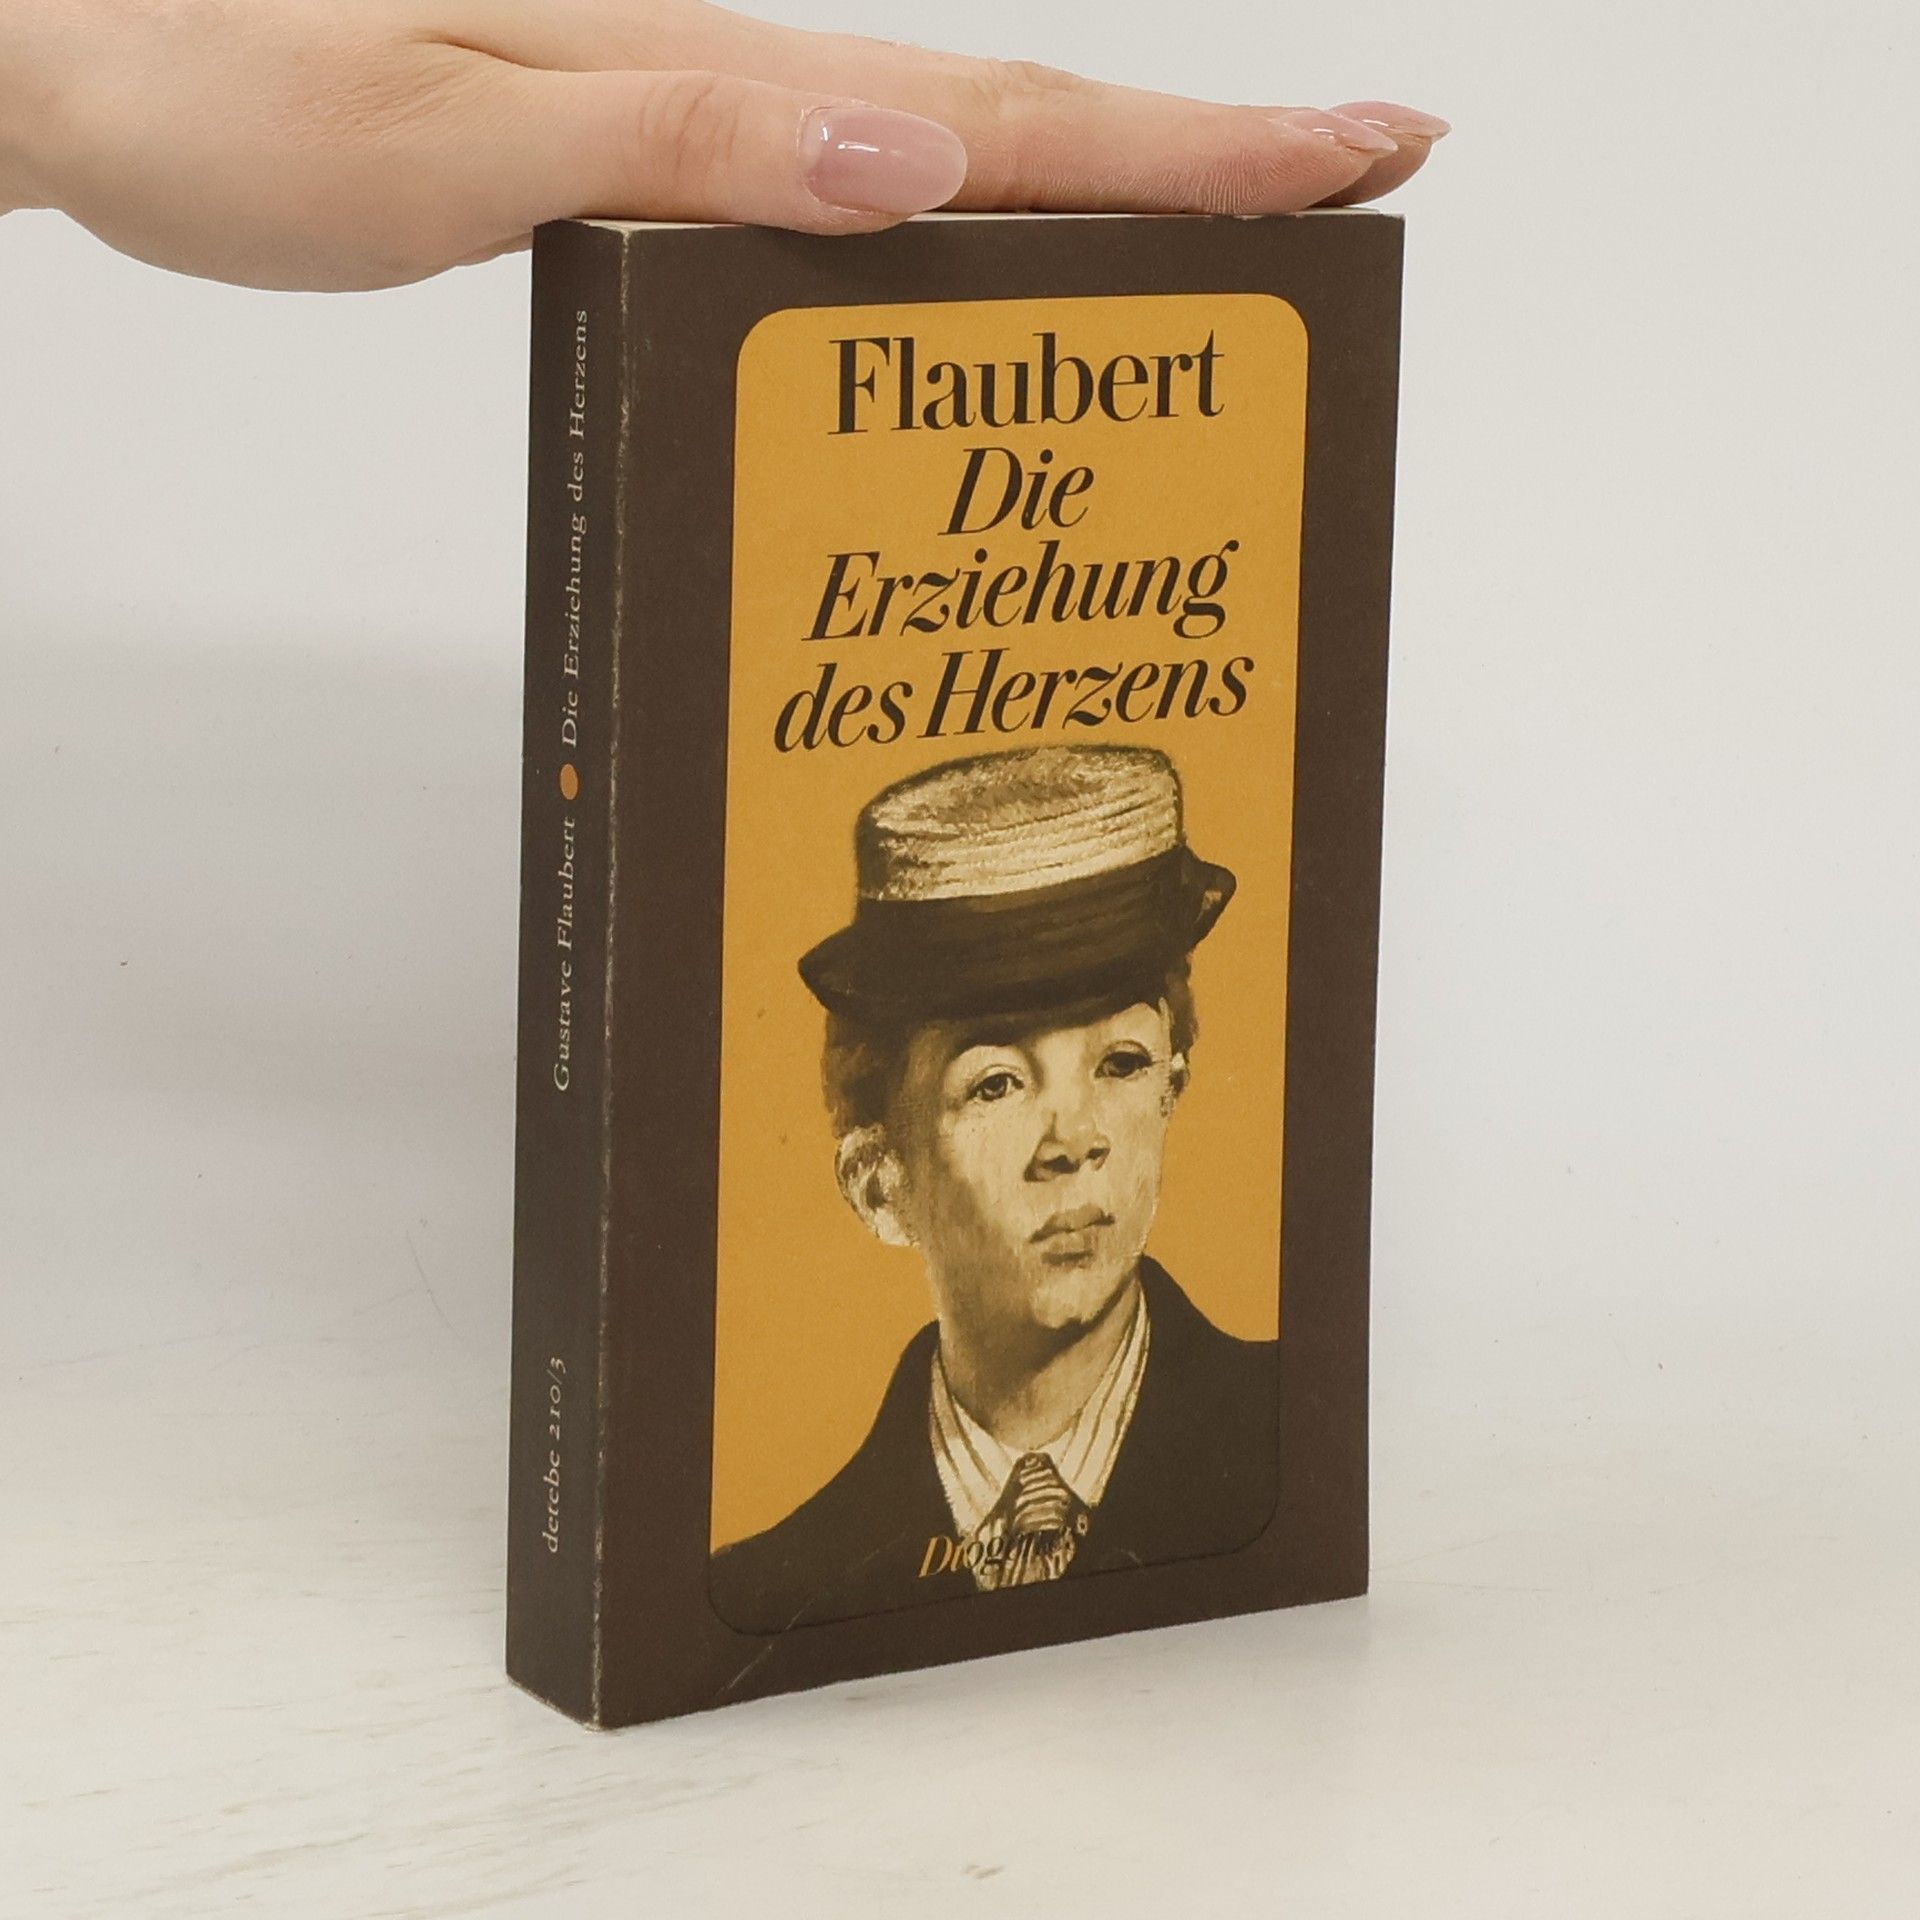 Flaubert
Die
Erziehung
des Herzens
Diogenes
Gustave Flaubert Die Erziehung des Herzens
detebe 210/3